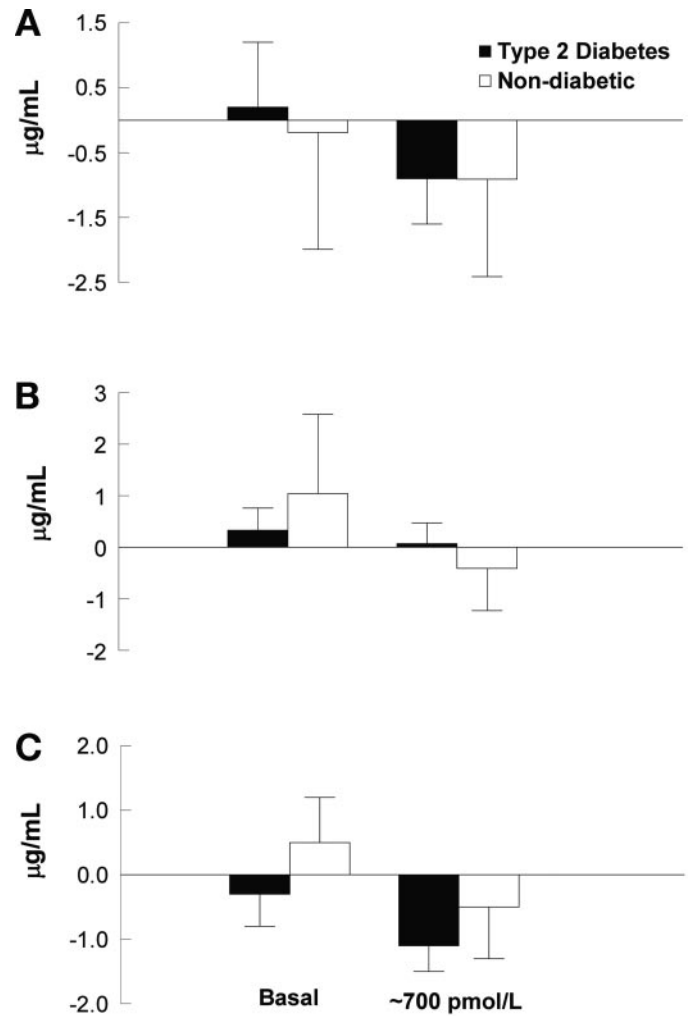 A
1.5
0.5
-0.5
-1.5
-2.5
μg/mL
Type 2 Diabetes
Non-diabetic
B
3
2
1
0
-1
-2
μg/mL
C
2.0
1.0
0.0
-1.0
-2.0
μg/mL
Basal
~700 pmol/L